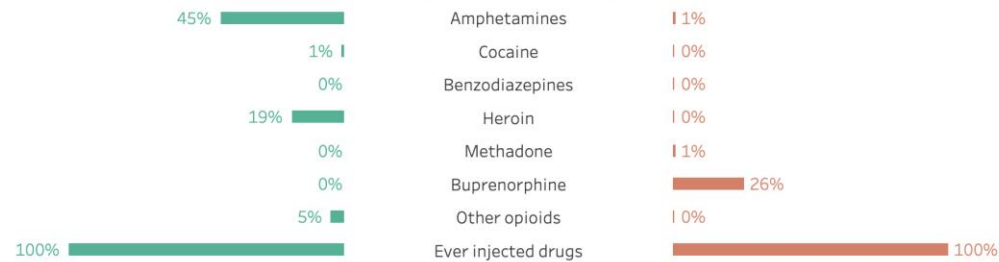 45% Amphetamines 1%
1% Cocaine 0%
0% Benzodiazepines 0%
19% Heroin 0%
0% Methadone 1%
0% Buprenorphine 26%
5% Other opioids 0%
100% Ever injected drugs 100%